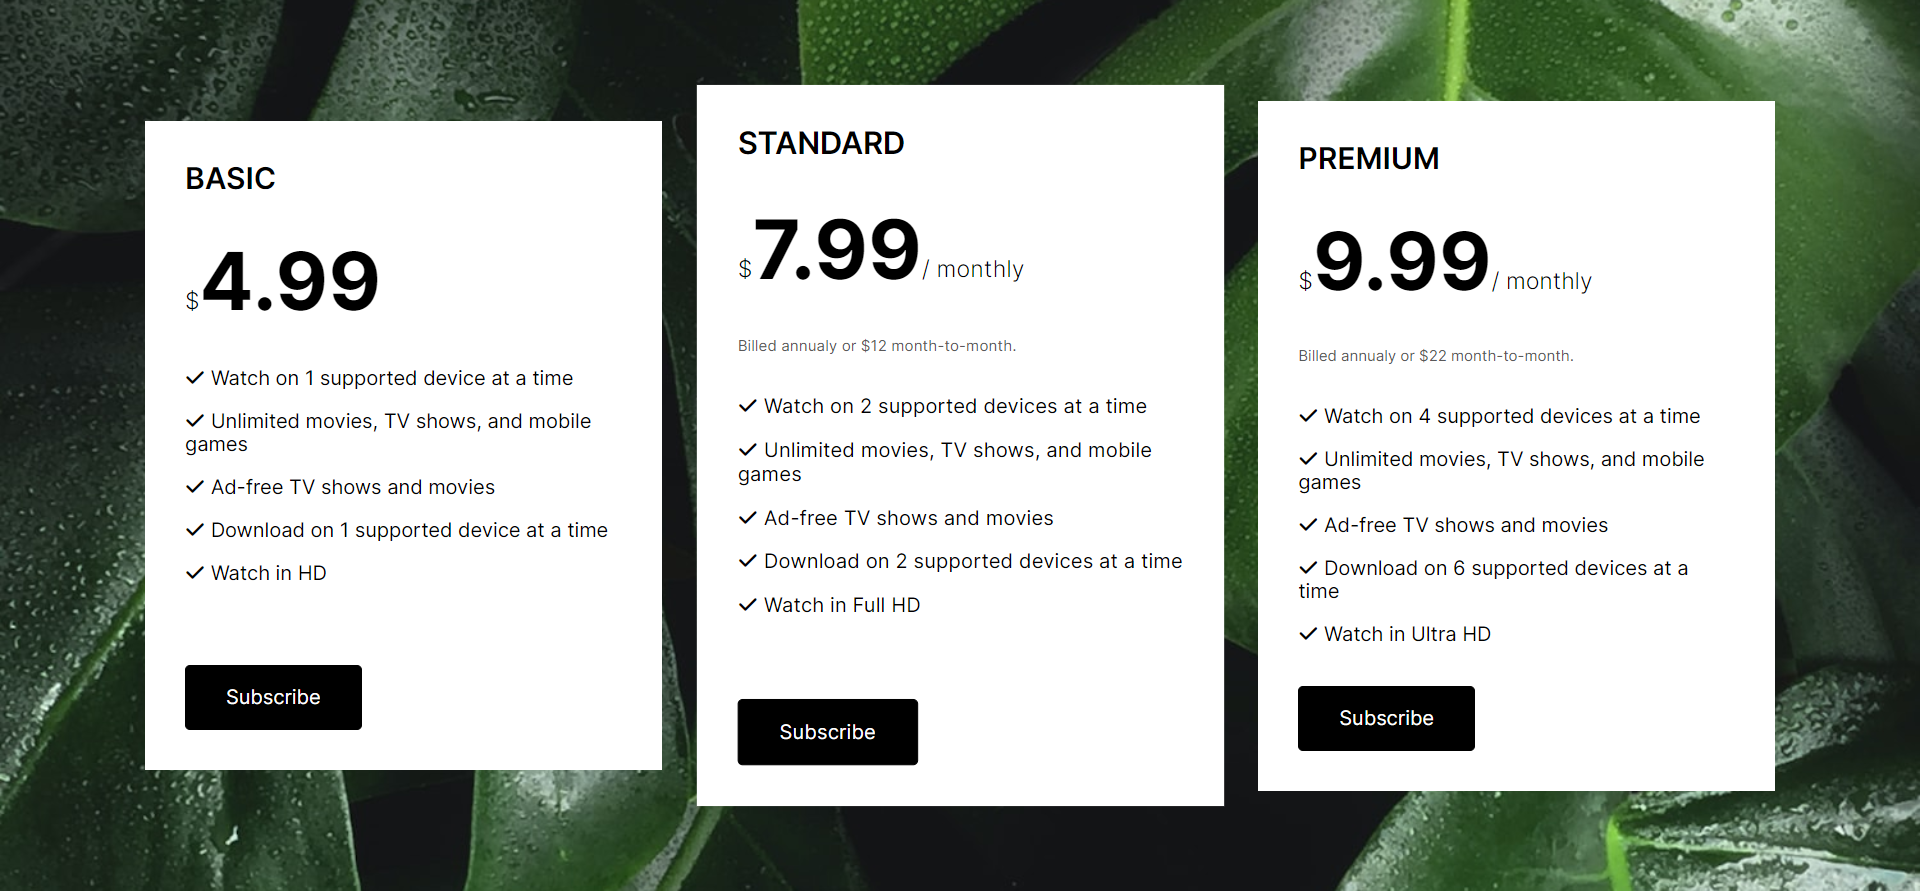 BASIC
$4.99
✓ Watch on 1 supported device at a time
✓ Unlimited movies, TV shows, and mobile
games
✓ Ad-free TV shows and movies
✓ Download on 1 supported device at a time
✓ Watch in HD
Subscribe
STANDARD
$7.99/ monthly
Billed annualy or $12 month-to-month.
✓ Watch on 2 supported devices at a time
✓ Unlimited movies, TV shows, and mobile
games
✓ Ad-free TV shows and movies
✓ Download on 2 supported devices at a time
✓ Watch in Full HD
Subscribe
PREMIUM
$9.99/ monthly
Billed annualy or $22 month-to-month.
✓ Watch on 4 supported devices at a time
✓ Unlimited movies, TV shows, and mobile
games
✓ Ad-free TV shows and movies
✓ Download on 6 supported devices at a
time
✓ Watch in Ultra HD
Subscribe